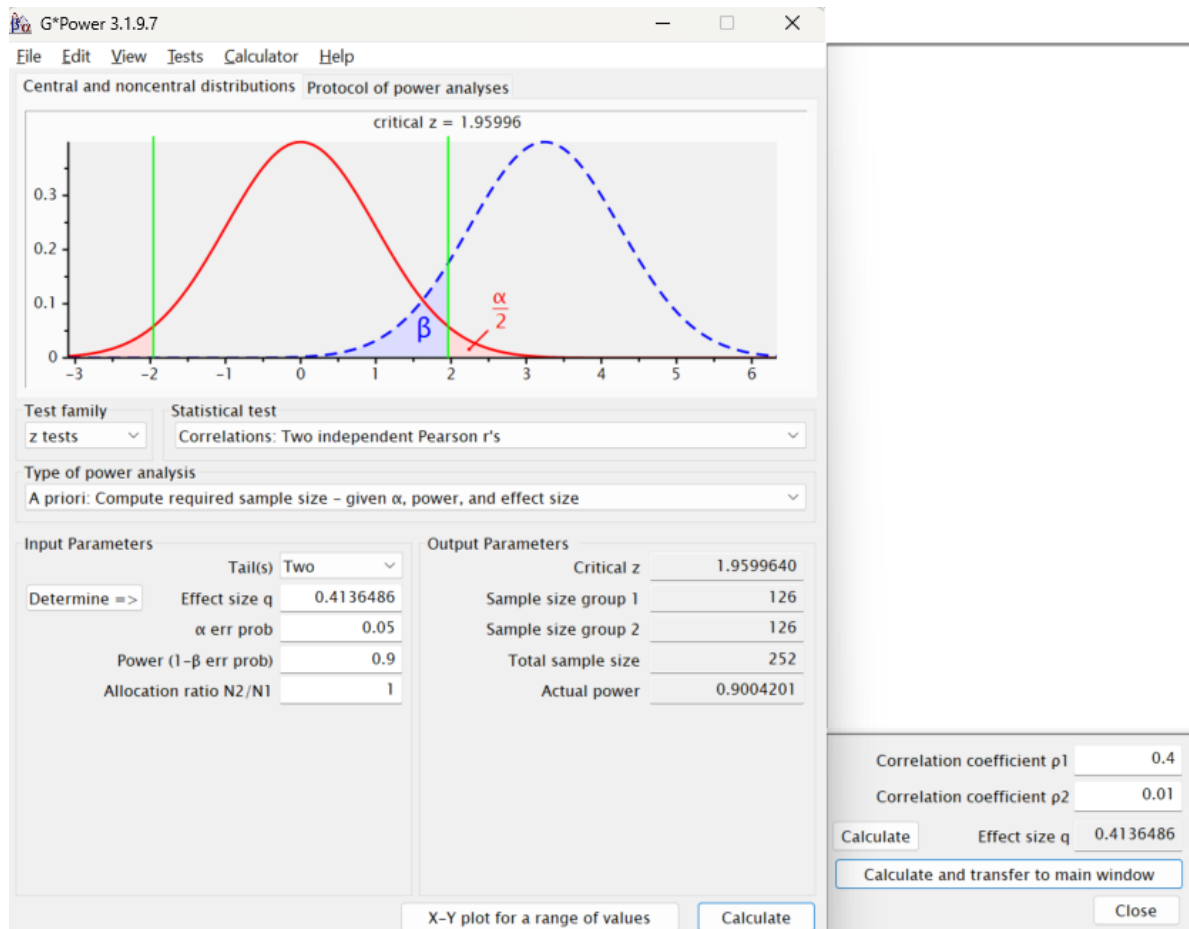 G*Power 3.1.9.7
File Edit View Tests Calculator Help
Central and noncentral distributions Protocol of power analyses
critical z = 1.95996
0.3
0.2
0.1
0
β
α
2
-3 -2 -1 0 1 2 3 4 5 6
Test family Statistical test
z tests Correlations: Two independent Pearson r's
Type of power analysis
A priori: Compute required sample size – given α, power, and effect size
Input Parameters
Tail(s) Two
Determine => Effect size q 0.4136486
α err prob 0.05
Power (1-β err prob) 0.9
Allocation ratio N2/N1 1
Output Parameters
Critical z 1.9599640
Sample size group 1 126
Sample size group 2 126
Total sample size 252
Actual power 0.9004201
X-Y plot for a range of values Calculate
Correlation coefficient ρ1 0.4
Correlation coefficient ρ2 0.01
Calculate Effect size q 0.4136486
Calculate and transfer to main window
Close